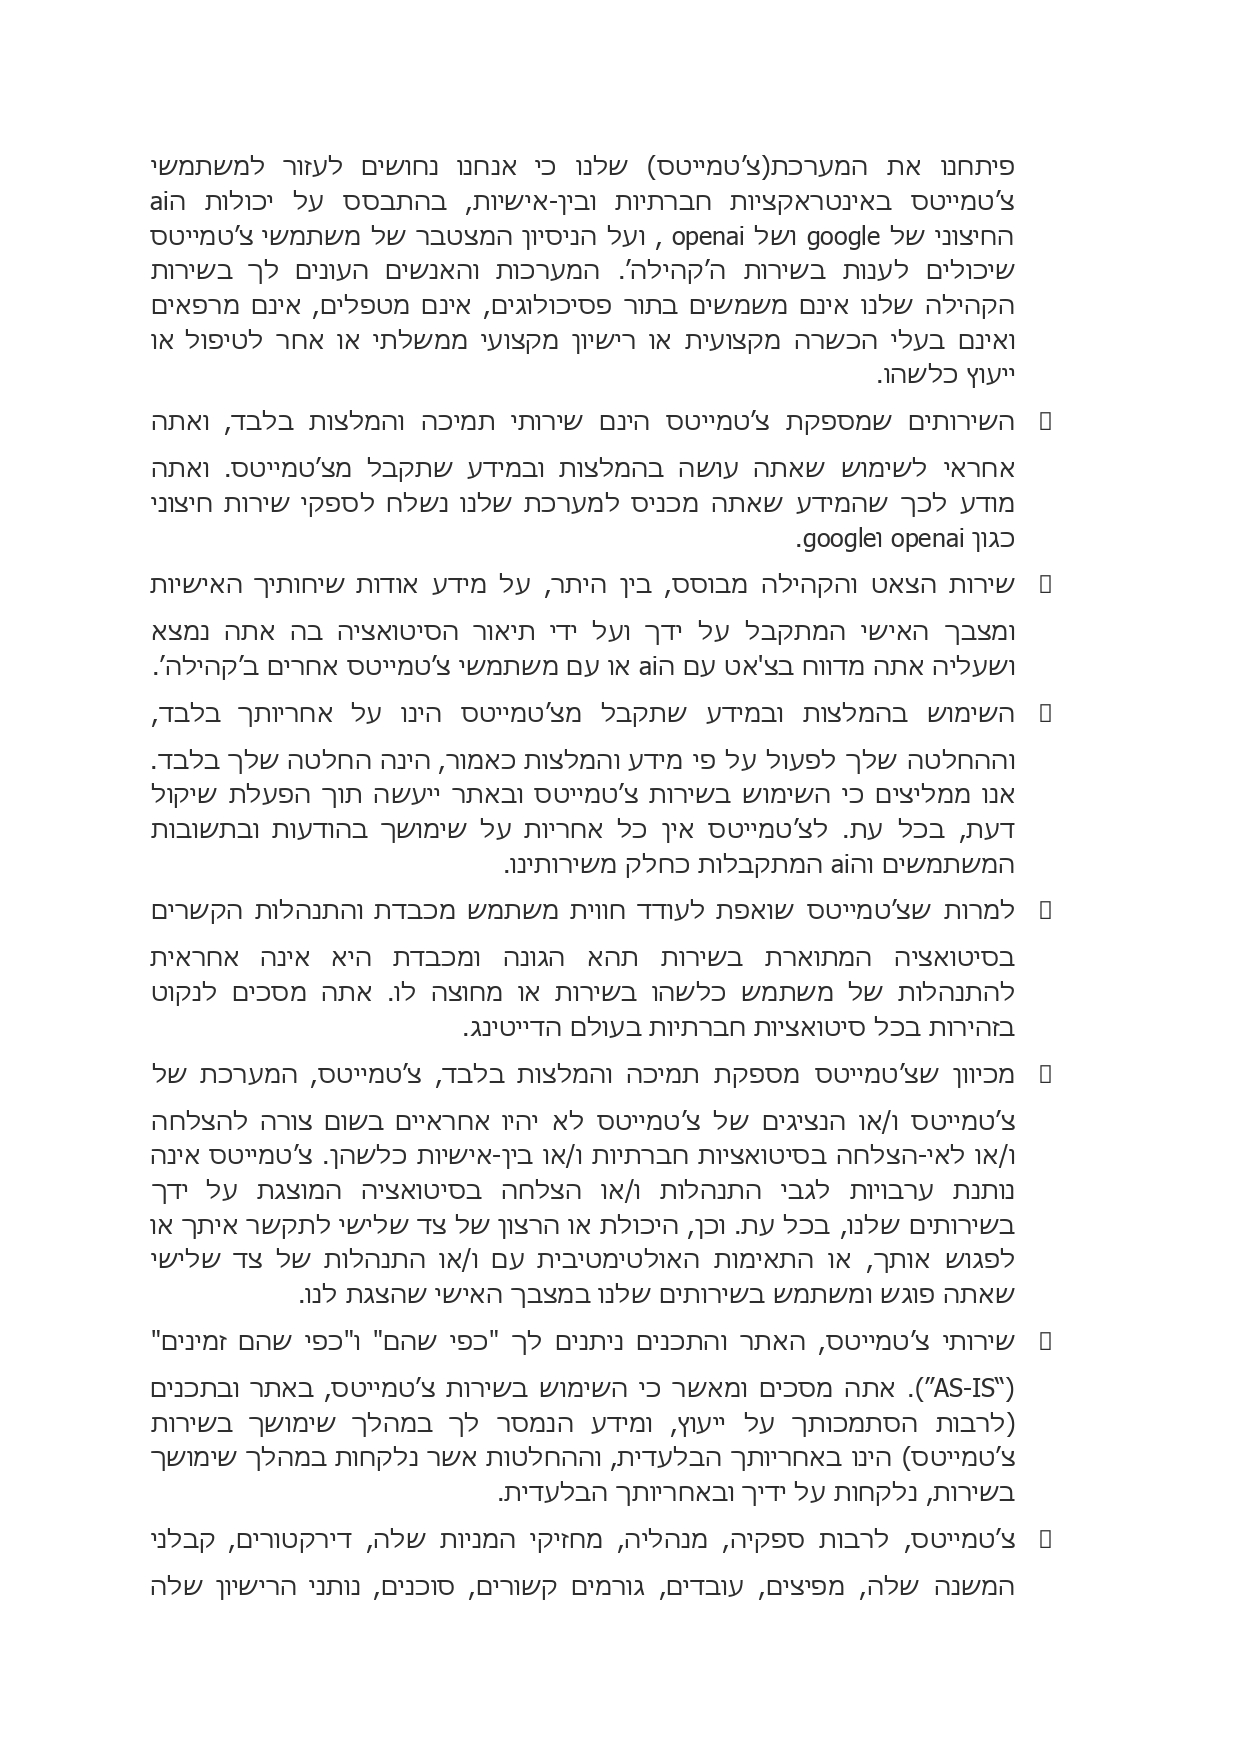 פיתחנו את המערכת(צ'טמייטס) שלנו כי אנחנו נחושים לעזור למשתמשי
צ'טמייטס באינטראקציות חברתיות ובין-אישיות, בהתבסס על יכולות הai
החיצוני של google ושל openai , ועל הניסיון המצטבר של משתמשי צ'טמייטס
שיכולים לענות בשירות ה'קהילה'. המערכות והאנשים העונים לך בשירות
הקהילה שלנו אינם משמשים בתור פסיכולוגים, אינם מטפלים, אינם מרפאים
ואינם בעלי הכשרה מקצועית או רישיון מקצועי ממשלתי או אחר לטיפול או
ייעוץ כלשהו.
השירותים שמספקת צ'טמייטס הינם שירותי תמיכה והמלצות בלבד, ואתה
אחראי לשימוש שאתה עושה בהמלצות ובמידע שתקבל מצ'טמייטס. ואתה
מודע לכך שהמידע שאתה מכניס למערכת שלנו נשלח לספקי שירות חיצוני
כגון openai וgoogle.
שירות הצאט והקהילה מבוסס, בין היתר, על מידע אודות שיחותיך האישיות
ומצבך האישי המתקבל על ידך ועל ידי תיאור הסיטואציה בה אתה נמצא
ושעליה אתה מדווח בצ'אט עם הai או עם משתמשי צ'טמייטס אחרים ב'קהילה'.
השימוש בהמלצות ובמידע שתקבל מצ'טמייטס הינו על אחריותך בלבד,
וההחלטה שלך לפעול על פי מידע והמלצות כאמור, הינה החלטה שלך בלבד.
אנו ממליצים כי השימוש בשירות צ'טמייטס ובאתר ייעשה תוך הפעלת שיקול
דעת, בכל עת. לצ'טמייטס אין כל אחריות על שימושך בהודעות ובתשובות
המשתמשים והai המתקבלות כחלק משירותינו.
למרות שצ'טמייטס שואפת לעודד חווית משתמש מכבדת והתנהלות הקשרים
בסיטואציה המתוארת בשירות תהא הגונה ומכבדת היא אינה אחראית
להתנהלות של משתמש כלשהו בשירות או מחוצה לו. אתה מסכים לנקוט
בזהירות בכל סיטואציות חברתיות בעולם הדייטינג.
מכיוון שצ'טמייטס מספקת תמיכה והמלצות בלבד, צ'טמייטס, המערכת של
צ'טמייטס ו/או הנציגים של צ'טמייטס לא יהיו אחראיים בשום צורה להצלחה
ו/או לאי-הצלחה בסיטואציות חברתיות ו/או בין-אישיות כלשהן. צ'טמייטס אינה
נותנת ערבויות לגבי התנהלות ו/או הצלחה בסיטואציה המוצגת על ידך
בשירותים שלנו, בכל עת. וכן, היכולת או הרצון של צד שלישי לתקשר איתך או
לפגוש אותך, או התאימות האולטימטיבית עם ו/או התנהלות של צד שלישי
שאתה פוגש ומשתמש בשירותים שלנו במצבך האישי שהצגת לנו.
שירותי צ'טמייטס, האתר והתכנים ניתנים לך "כפי שהם" ו"כפי שהם זמינים"
(“AS-IS”). אתה מסכים ומאשר כי השימוש בשירות צ'טמייטס, באתר ובתכנים
(לרבות הסתמכותך על ייעוץ, ומידע הנמסר לך במהלך שימושך בשירות
צ'טמייטס) הינו באחריותך הבלעדית, וההחלטות אשר נלקחות במהלך שימושך
בשירות, נלקחות על ידיך ובאחריותך הבלעדית.
צ'טמייטס, לרבות ספקיה, מנהליה, מחזיקי המניות שלה, דירקטורים, קבלני
המשנה שלה, מפיצים, עובדים, גורמים קשורים, סוכנים, נותני הרישיון שלה